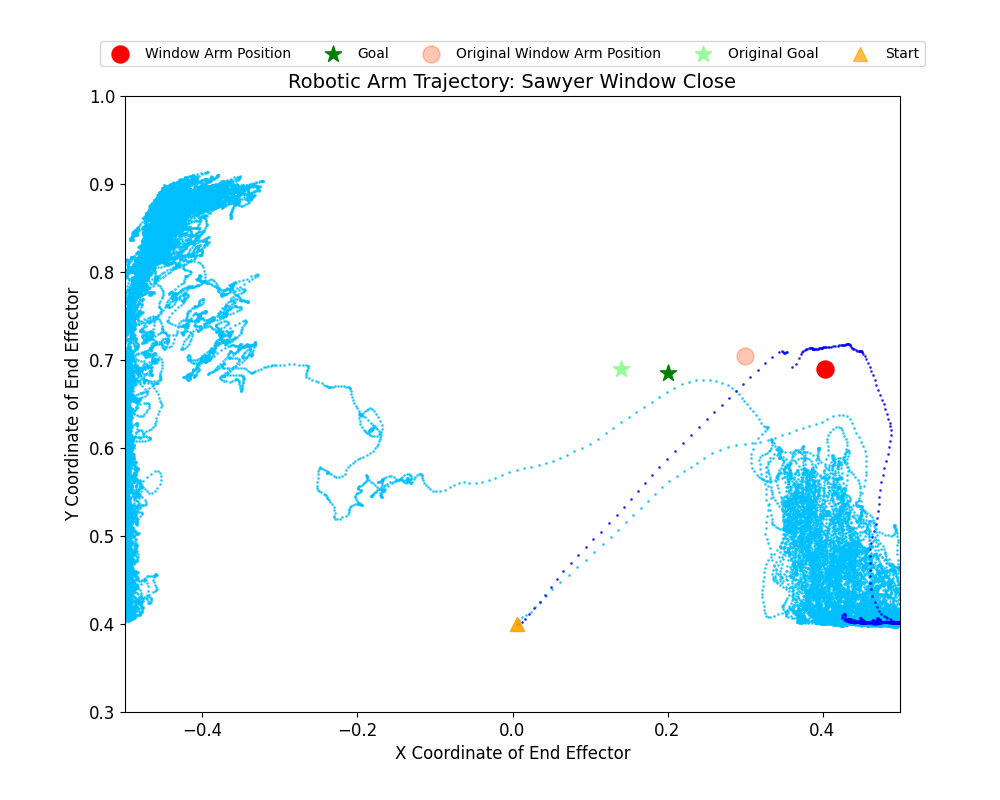 Window Arm Position Goal Original Window Arm Position Original Goal Start
Robotic Arm Trajectory: Sawyer Window Close
1.0
0.9
0.8
0.7
0.6
0.5
0.4
0.3
Y Coordinate of End Effector
−0.4 −0.2 0.0 0.2 0.4
X Coordinate of End Effector